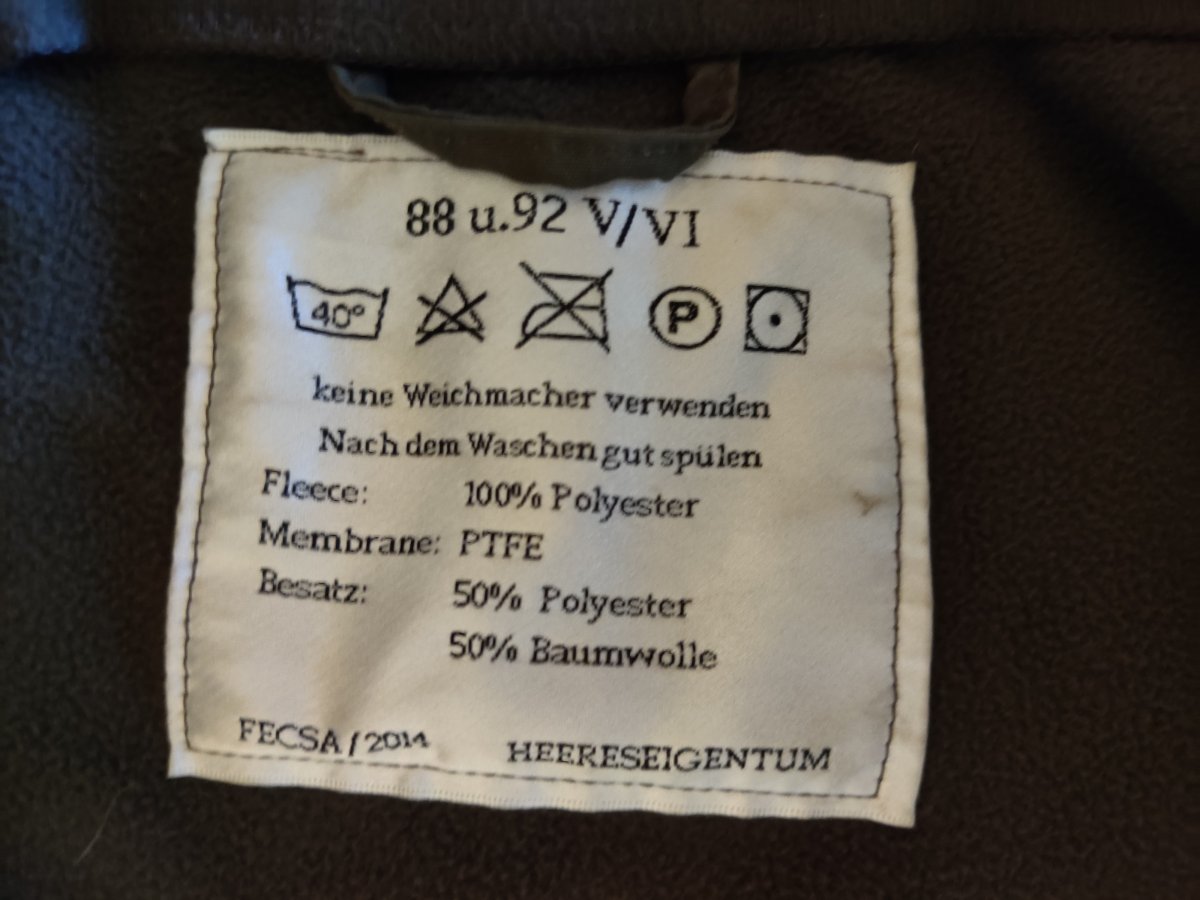 88 u.92 V/VI
40° P
keine Weichmacher verwenden
Nach dem Waschen gut spülen
Fleece: 100% Polyester
Membrane: PTFE
Besatz: 50% Polyester
50% Baumwolle
FECSA/2014 HEERESEIGENTUM